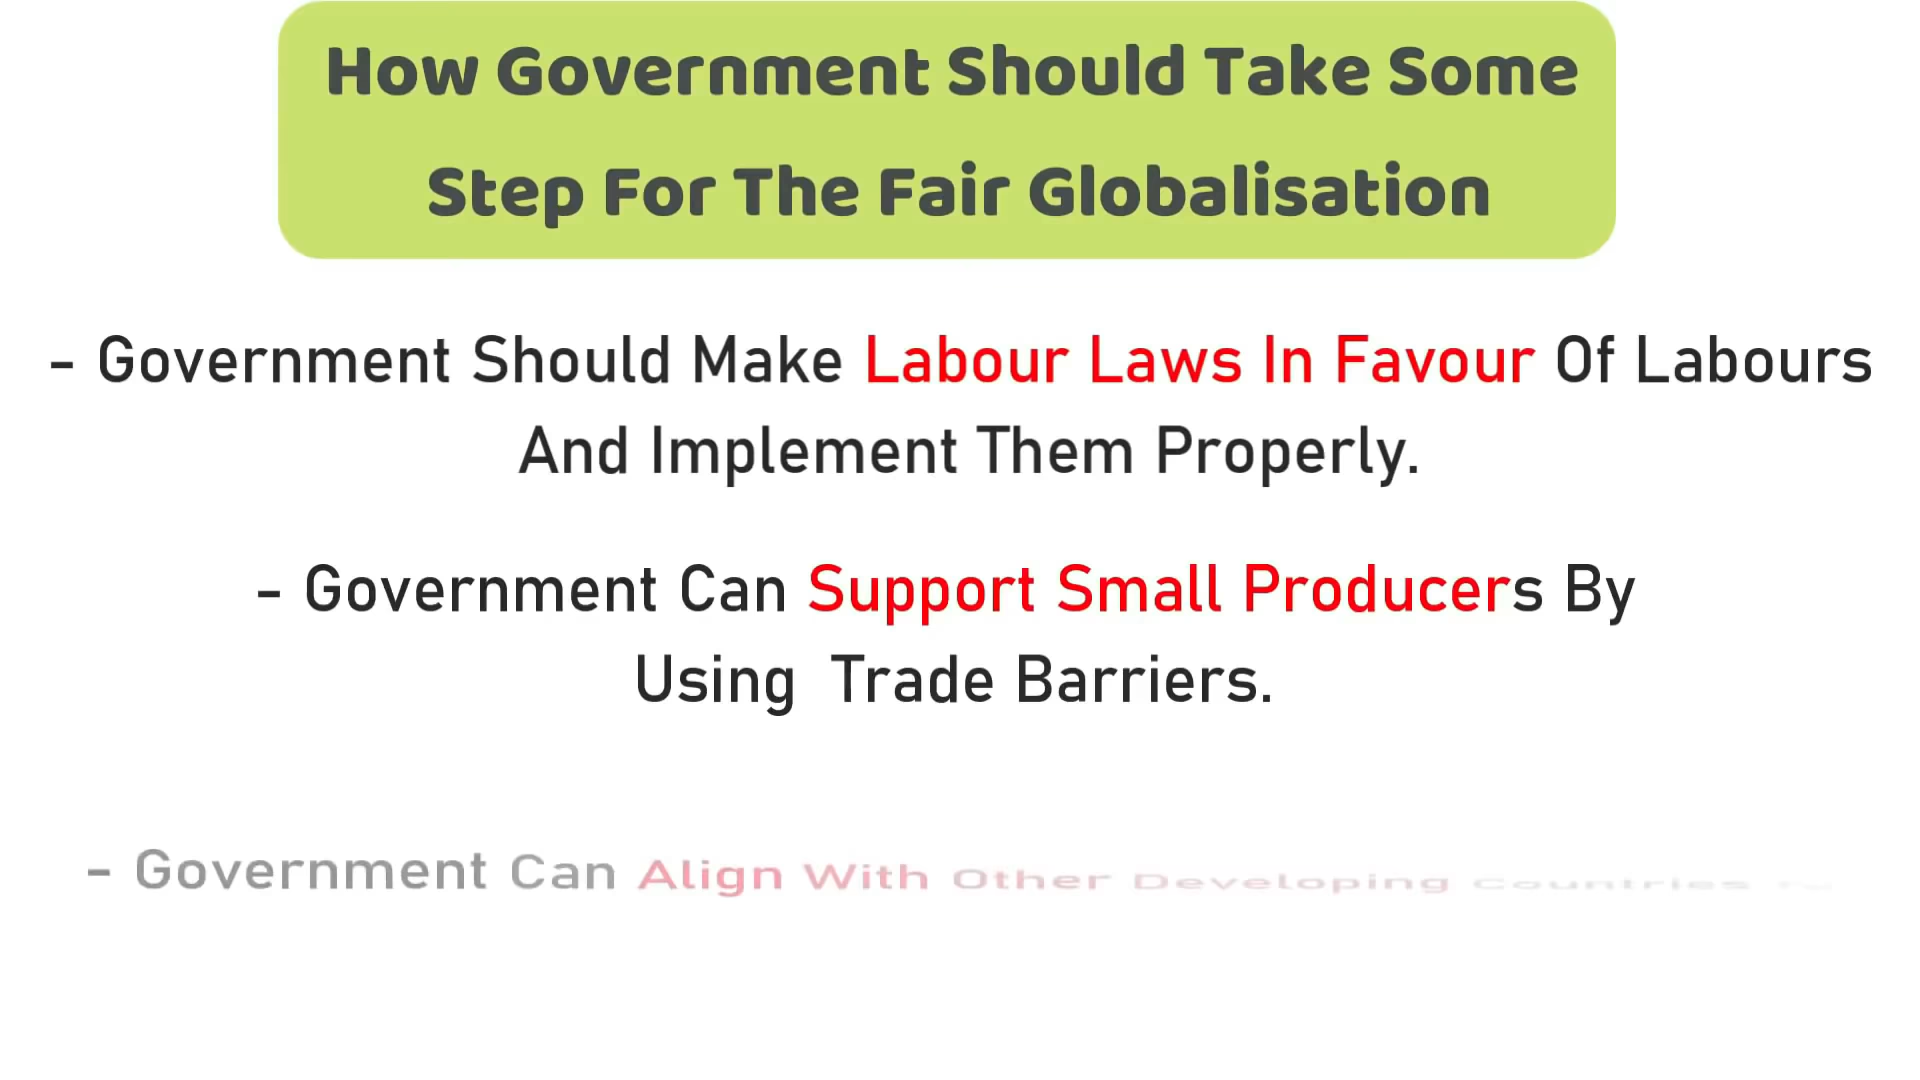 How Government Should Take Some
Step For The Fair Globalisation
- Government Should Make Labour Laws In Favour Of Labours
And Implement Them Properly.
- Government Can Support Small Producers By
Using Trade Barriers.
- Government Can Align With Other Developing Countries